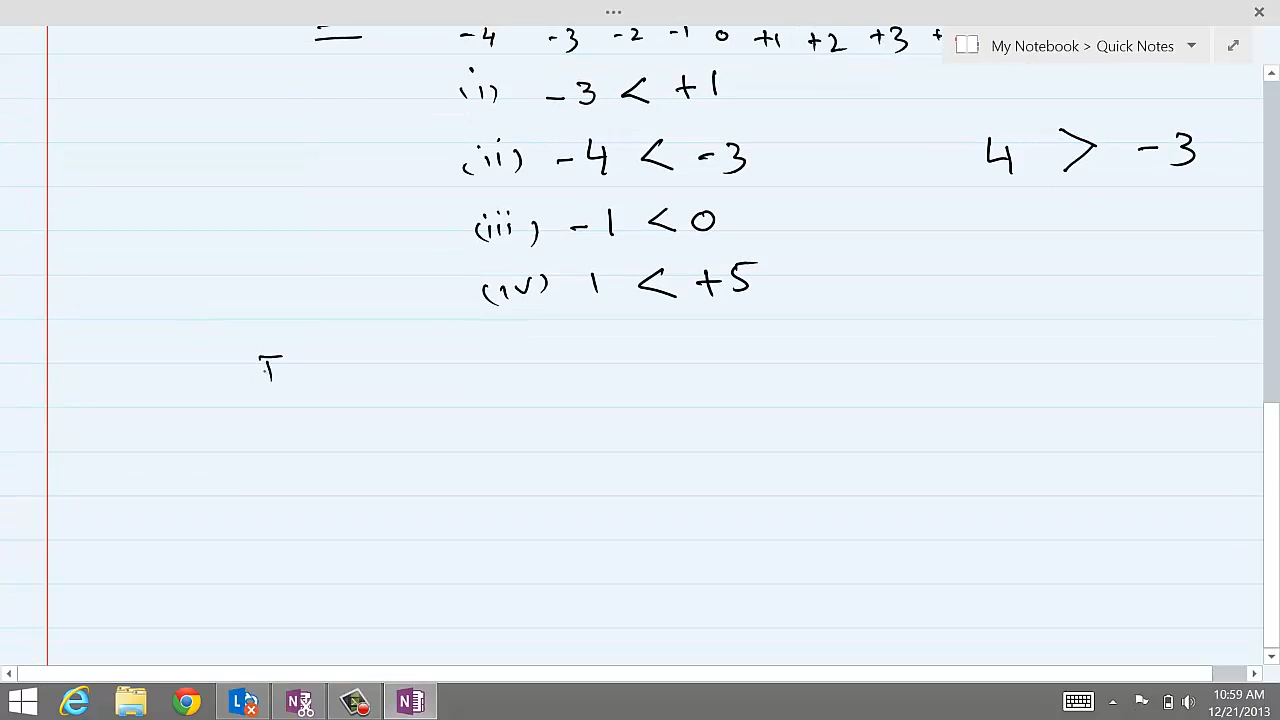 -4 -3 -2 -1 0 +1 +2 +3
My Notebook > Quick Notes
ii) -3 < +1
(ii) -4 < -3
4 > -3
(iii) -1 < 0
(iv) 1 < +5
T
10:59 AM
12/21/2013